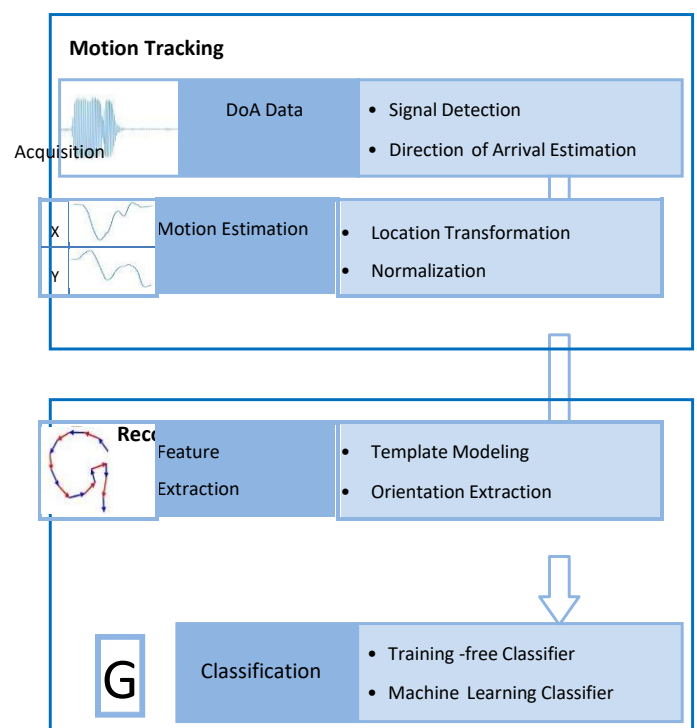 Motion Tracking
DoA Data
Acquisition
• Signal Detection
• Direction of Arrival Estimation
X
Y
Motion Estimation
• Location Transformation
• Normalization
Feature
Extraction
• Template Modeling
• Orientation Extraction
G
Classification
• Training -free Classifier
• Machine Learning Classifier